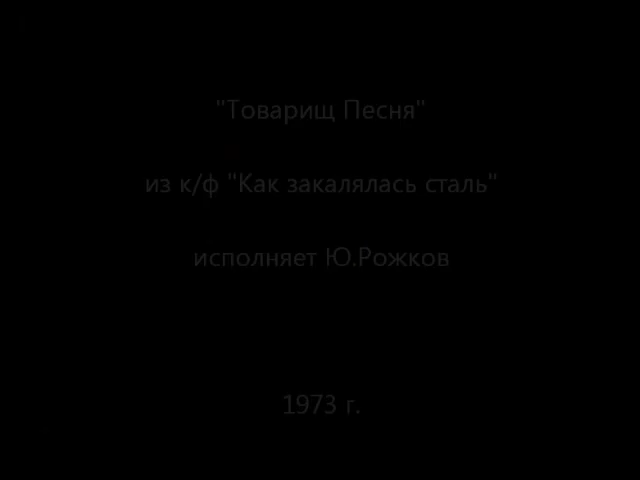 "Товарищ Песня"
из к/ф "Как закалялась сталь"
исполняет Ю.Рожков
1973 г.